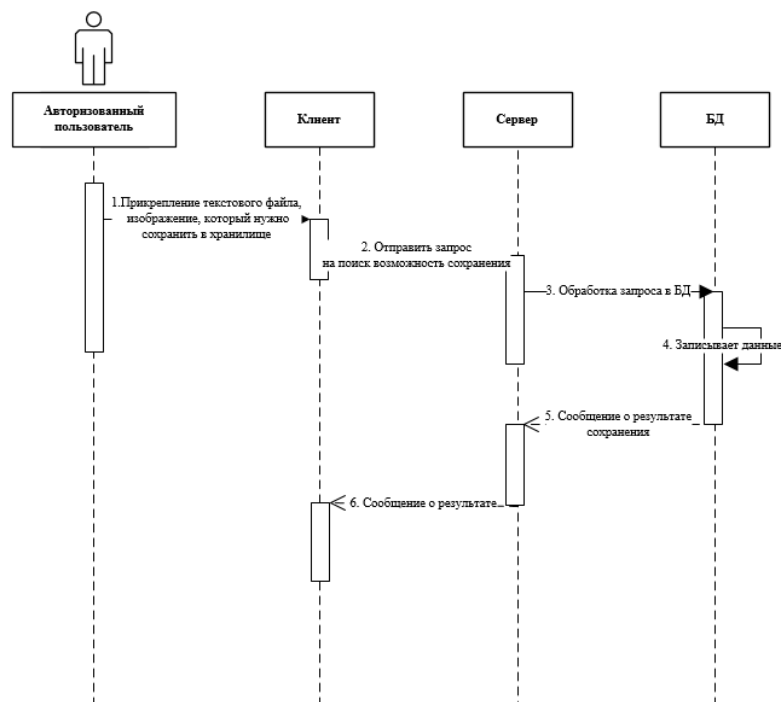 Авторизованный
пользователь
Клиент
Сервер
БД
1.Прикрепление текстового файла,
изображение, который нужно
сохранить в хранилище
2. Отправить запрос
на поиск возможность сохранения
3. Обработка запроса в БД
4. Записывает данные
5. Сообщение о результате
сохранения
6. Сообщение о результате